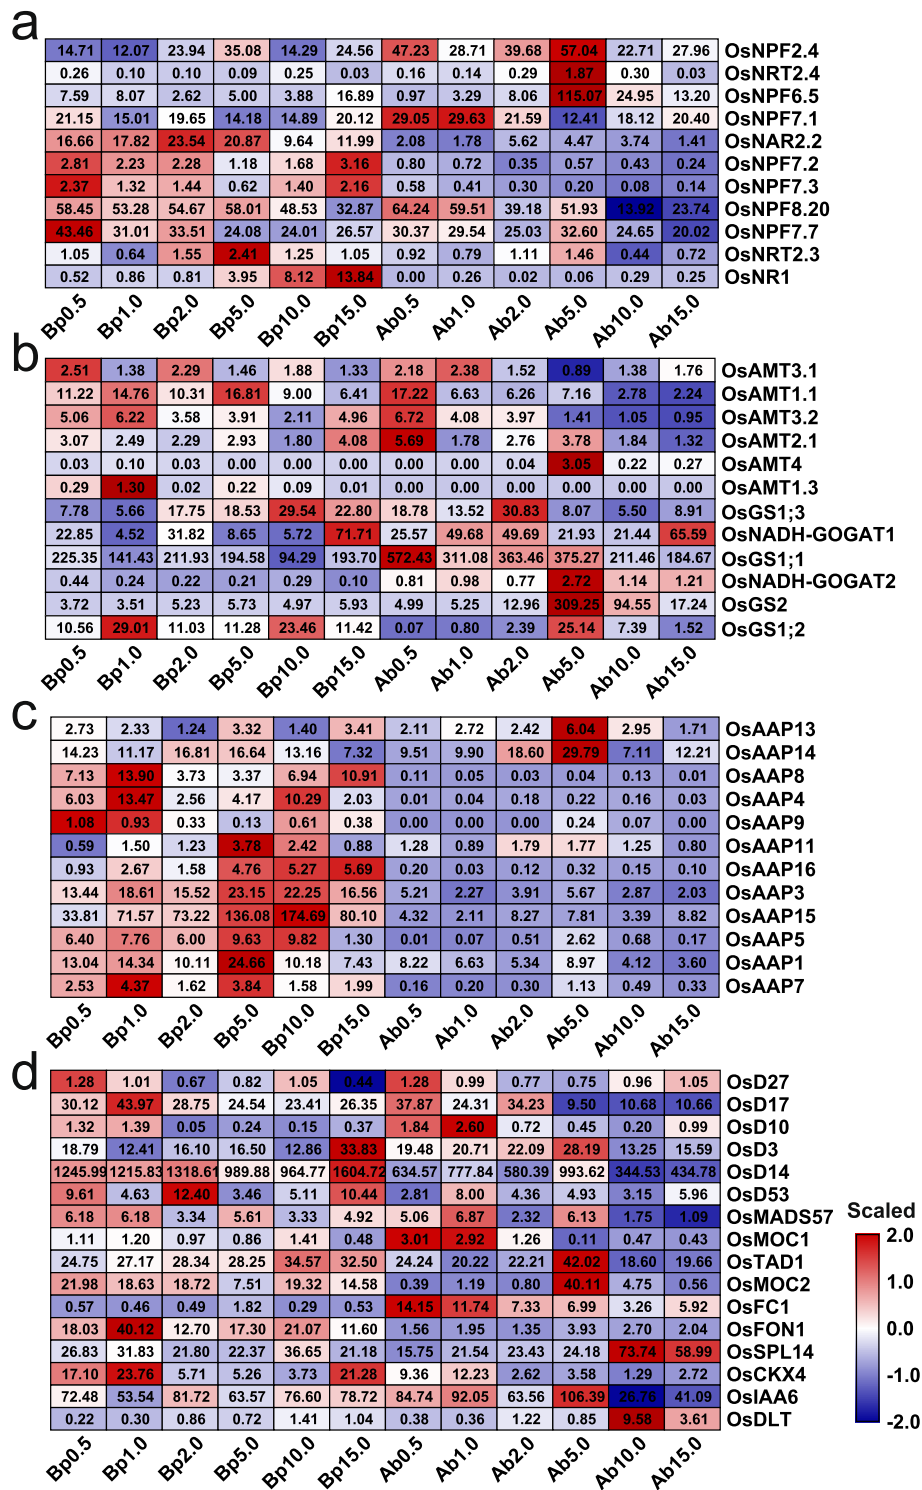 a
14.71 12.07 23.94 35.08 14.29 24.56 47.23 28.71 39.68 57.04 22.71 27.96 OsNPF2.4
0.26 0.10 0.10 0.09 0.25 0.03 0.16 0.14 0.29 1.87 0.30 0.03 OsNRT2.4
7.59 8.07 2.62 5.00 3.88 16.89 0.97 3.29 8.06 115.07 24.95 13.20 OsNPF6.5
21.15 15.01 19.65 14.18 14.89 20.12 29.05 29.63 21.59 12.41 18.12 20.40 OsNPF7.1
16.66 17.82 23.54 20.87 9.64 11.99 2.08 1.78 5.62 4.47 3.74 1.41 OsNAR2.2
2.81 2.23 2.28 1.18 1.68 3.16 0.80 0.72 0.35 0.57 0.43 0.24 OsNPF7.2
2.37 1.32 1.44 0.62 1.40 2.16 0.58 0.41 0.30 0.20 0.08 0.14 OsNPF7.3
58.45 53.28 54.67 58.01 48.53 32.87 64.24 59.51 39.18 51.93 13.92 23.74 OsNPF8.20
43.46 31.01 33.51 24.08 24.01 26.57 30.37 29.54 25.03 32.60 24.65 20.02 OsNPF7.7
1.05 0.64 1.55 2.41 1.25 1.05 0.92 0.79 1.11 1.46 0.44 0.72 OsNRT2.3
0.52 0.86 0.81 3.95 8.12 13.84 0.00 0.26 0.02 0.06 0.29 0.25 OsNR1
Bp0.5 Bp1.0 Bp2.0 Bp5.0 Bp10.0 Bp15.0 Ab0.5 Ab1.0 Ab2.0 Ab5.0 Ab10.0 Ab15.0
b
2.51 1.38 2.29 1.46 1.88 1.33 2.18 2.38 1.52 0.89 1.38 1.76 OsAMT3.1
11.22 14.76 10.31 16.81 9.00 6.41 17.22 6.63 6.26 7.16 2.78 2.24 OsAMT1.1
5.06 6.22 3.58 3.91 2.11 4.96 6.72 4.08 3.97 1.41 1.05 0.95 OsAMT3.2
3.07 2.49 2.29 2.93 1.80 4.08 5.69 1.78 2.76 3.78 1.84 1.32 OsAMT2.1
0.03 0.10 0.03 0.00 0.00 0.00 0.00 0.00 0.04 3.05 0.22 0.27 OsAMT4
0.29 1.30 0.02 0.22 0.09 0.01 0.00 0.00 0.00 0.00 0.00 0.00 OsAMT1.3
7.78 5.66 17.75 18.53 29.54 22.80 18.78 13.52 30.83 8.07 5.50 8.91 OsGS1;3
22.85 4.52 31.82 8.65 5.72 71.71 25.57 49.68 49.69 21.93 21.44 65.59 OsNADH-GOGAT1
225.35 141.43 211.93 194.58 94.29 193.70 572.43 311.08 363.46 375.27 211.46 184.67 OsGS1;1
0.44 0.24 0.22 0.21 0.29 0.10 0.81 0.98 0.77 2.72 1.14 1.21 OsNADH-GOGAT2
3.72 3.51 5.23 5.73 4.97 5.93 4.99 5.25 12.96 309.25 94.55 17.24 OsGS2
10.56 29.01 11.03 11.28 23.46 11.42 0.07 0.80 2.39 25.14 7.39 1.52 OsGS1;2
Bp0.5 Bp1.0 Bp2.0 Bp5.0 Bp10.0 Bp15.0 Ab0.5 Ab1.0 Ab2.0 Ab5.0 Ab10.0 Ab15.0
c
2.73 2.33 1.24 3.32 1.40 3.41 2.11 2.72 2.42 6.04 2.95 1.71 OsAAP13
14.23 11.17 16.81 16.64 13.16 7.32 9.51 9.90 18.60 29.79 7.11 12.21 OsAAP14
7.13 13.90 3.73 3.37 6.94 10.91 0.11 0.05 0.03 0.04 0.13 0.01 OsAAP8
6.03 13.47 2.56 4.17 10.29 2.03 0.01 0.04 0.18 0.22 0.16 0.03 OsAAP4
1.08 0.93 0.33 0.13 0.61 0.38 0.00 0.00 0.00 0.24 0.07 0.00 OsAAP9
0.59 1.50 1.23 3.78 2.42 0.88 1.28 0.89 1.79 1.77 1.25 0.80 OsAAP11
0.93 2.67 1.58 4.76 5.27 5.69 0.20 0.03 0.12 0.32 0.15 0.10 OsAAP16
13.44 18.61 15.52 23.15 22.25 16.56 5.21 2.27 3.91 5.67 2.87 2.03 OsAAP3
33.81 71.57 73.22 136.08 174.69 80.10 4.32 2.11 8.27 7.81 3.39 8.82 OsAAP15
6.40 7.76 6.00 9.63 9.82 1.30 0.01 0.07 0.51 2.62 0.68 0.17 OsAAP5
13.04 14.34 10.11 24.66 10.18 7.43 8.22 6.63 5.34 8.97 4.12 3.60 OsAAP1
2.53 4.37 1.62 3.84 1.58 1.99 0.16 0.20 0.30 1.13 0.49 0.33 OsAAP7
Bp0.5 Bp1.0 Bp2.0 Bp5.0 Bp10.0 Bp15.0 Ab0.5 Ab1.0 Ab2.0 Ab5.0 Ab10.0 Ab15.0
d
1.28 1.01 0.67 0.82 1.05 0.44 1.28 0.99 0.77 0.75 0.96 1.05 OsD27
30.12 43.97 28.75 24.54 23.41 26.35 37.87 24.31 34.23 9.50 10.68 10.66 OsD17
1.32 1.39 0.05 0.24 0.15 0.37 1.84 2.60 0.72 0.45 0.20 0.99 OsD10
18.79 12.41 16.10 16.50 12.86 33.83 19.48 20.71 22.09 28.19 13.25 15.59 OsD3
1245.99 1215.83 1318.61 989.88 964.77 1604.72 634.57 777.84 580.39 993.62 344.53 434.78 OsD14
9.61 4.63 12.40 3.46 5.11 10.44 2.81 8.00 4.36 4.93 3.15 5.96 OsD53
6.18 6.18 3.34 5.61 3.33 4.92 5.06 6.87 2.32 6.13 1.75 1.09 OsMADS57
1.11 1.20 0.97 0.86 1.41 0.48 3.01 2.92 1.26 0.11 0.47 0.43 OsMOC1
24.75 27.17 28.34 28.25 34.57 32.50 24.24 20.22 22.21 42.02 18.60 19.66 OsTAD1
21.98 18.63 18.72 7.51 19.32 14.58 0.39 1.19 0.80 40.11 4.75 0.56 OsMOC2
0.57 0.46 0.49 1.82 0.29 0.53 14.15 11.74 7.33 6.99 3.26 5.92 OsFC1
18.03 40.12 12.70 17.30 21.07 11.60 1.56 1.95 1.35 3.93 2.70 2.04 OsFON1
26.83 31.83 21.80 22.37 36.65 21.18 15.75 21.54 23.43 24.18 73.74 58.99 OsSPL14
17.10 23.76 5.71 5.26 3.73 21.28 9.36 12.23 2.62 3.58 1.29 2.72 OsCKX4
72.48 53.54 81.72 63.57 76.60 78.72 84.74 92.05 63.56 106.39 26.76 41.09 OsIAA6
0.22 0.30 0.86 0.72 1.41 1.04 0.38 0.36 1.22 0.85 9.58 3.61 OsDLT
Bp0.5 Bp1.0 Bp2.0 Bp5.0 Bp10.0 Bp15.0 Ab0.5 Ab1.0 Ab2.0 Ab5.0 Ab10.0 Ab15.0
Scaled
2.0
1.0
0.0
-1.0
-2.0